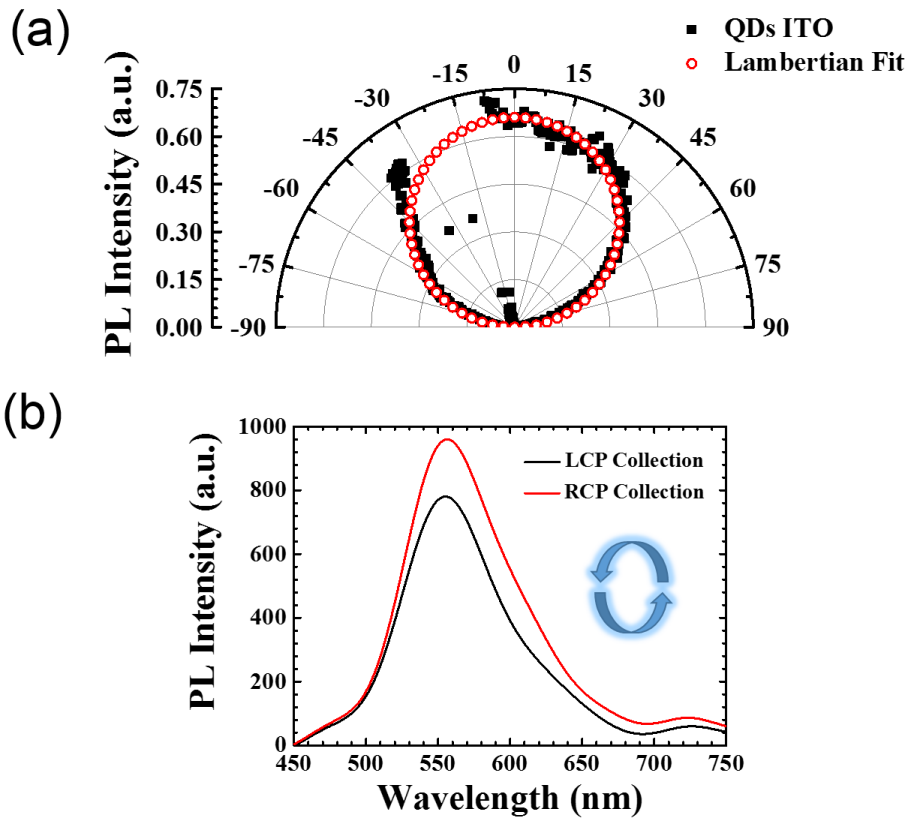 (a)
QDs ITO
Lambertian Fit
-90 -75 -60 -45 -30 -15 0 15 30 45 60 75 90
0.75
0.60
0.45
0.30
0.15
0.00
PL Intensity (a.u.)
(b)
1000
800
600
400
200
0
PL Intensity (a.u.)
LCP Collection
RCP Collection
450 500 550 600 650 700 750
Wavelength (nm)